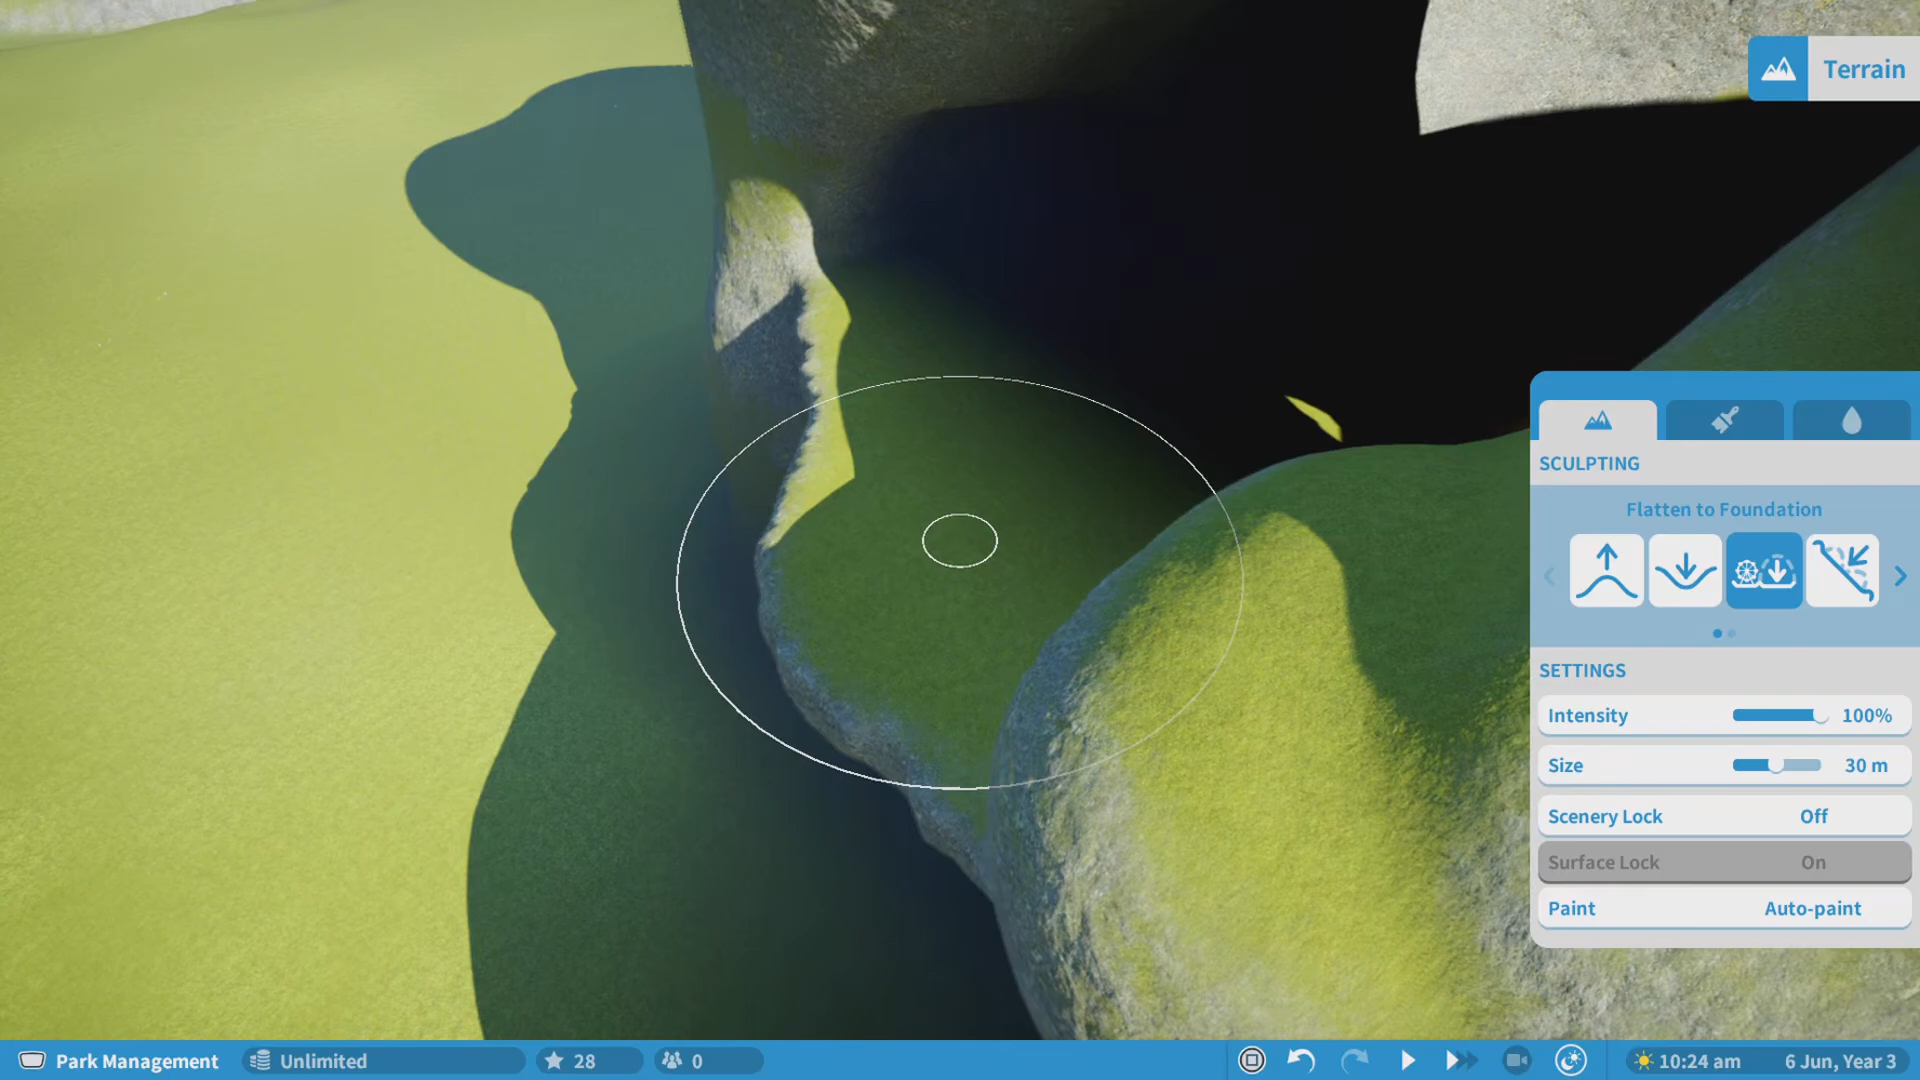 Terrain
SCULPTING
Flatten to Foundation
SETTINGS
Intensity 100%
Size 30 m
Scenery Lock Off
Surface Lock On
Paint Auto-paint
Park Management Unlimited 28 0 10:24 am 6 Jun, Year 3